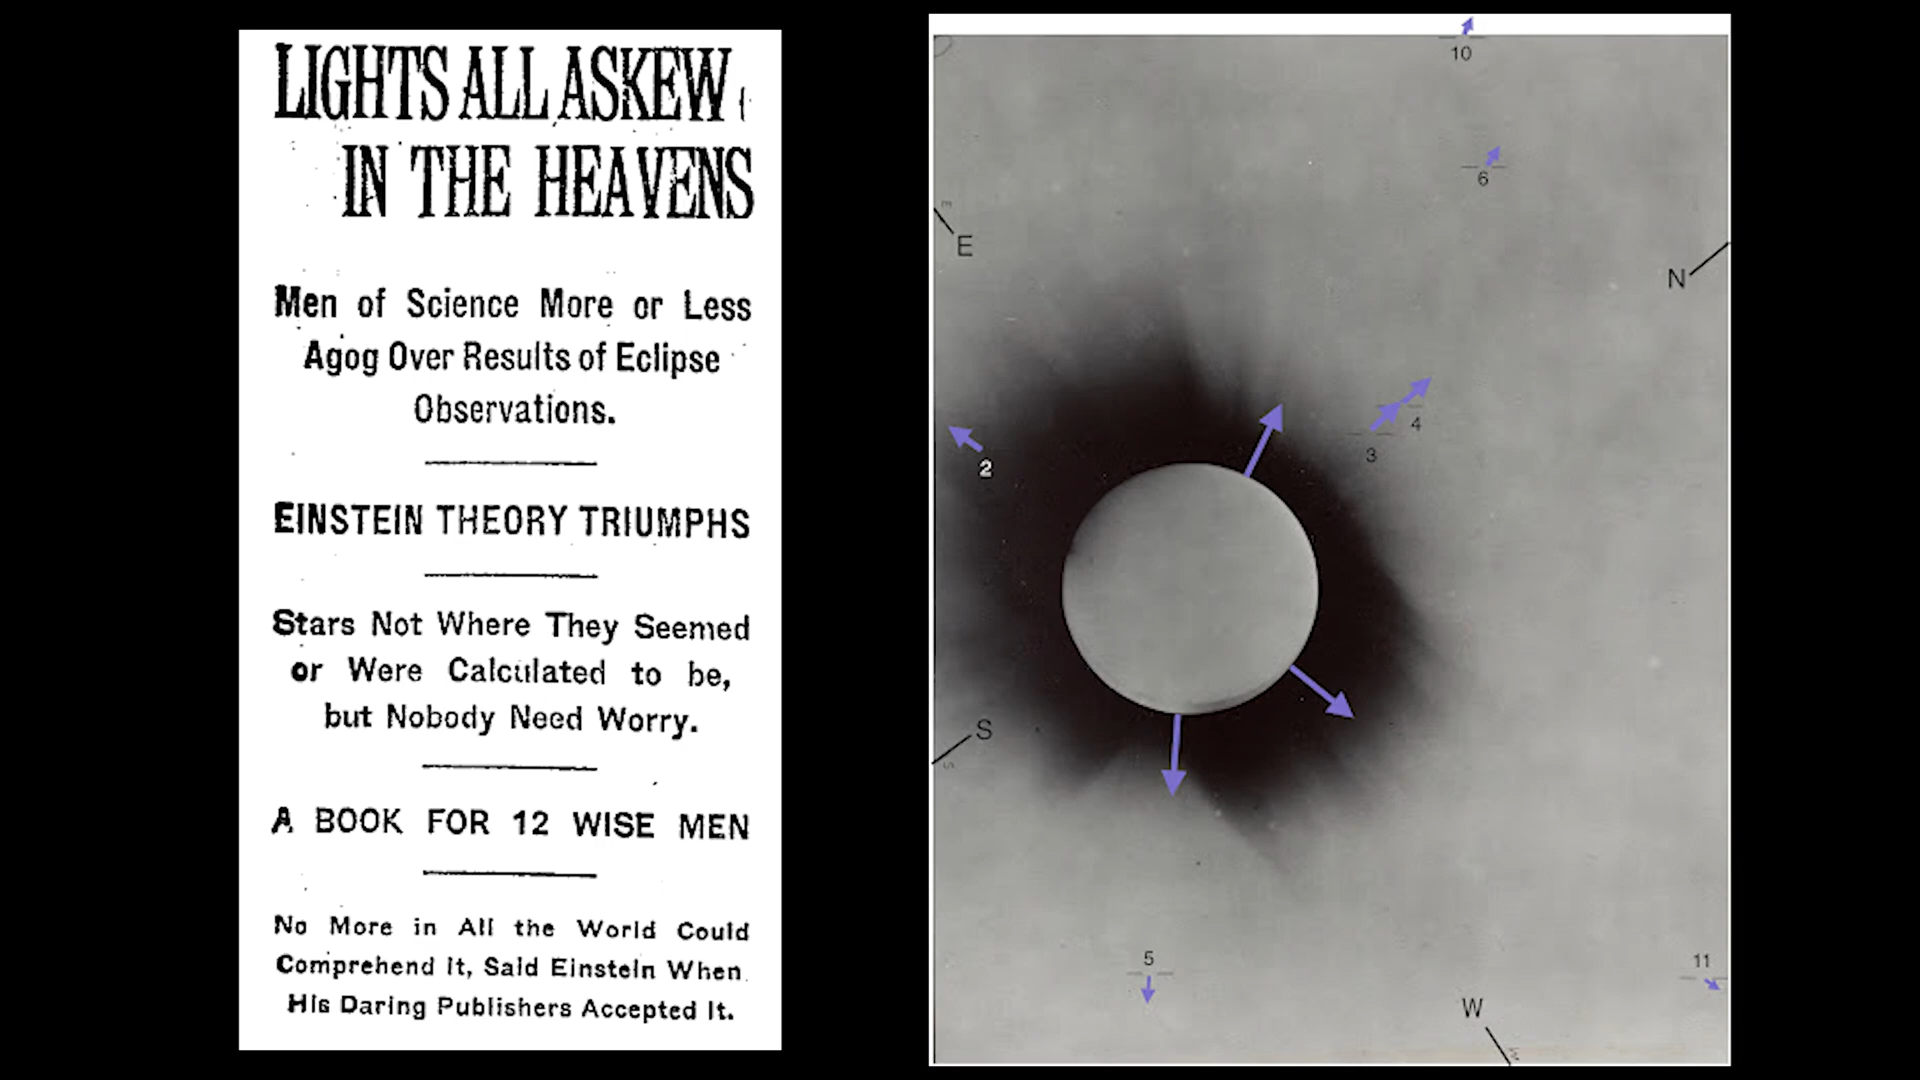 LIGHTS ALL ASKEW
IN THE HEAVENS
Men of Science More or Less
Agog Over Results of Eclipse
Observations.
EINSTEIN THEORY TRIUMPHS
Stars Not Where They Seemed
or Were Calculated to be,
but Nobody Need Worry.
A BOOK FOR 12 WISE MEN
No More in All the World Could
Comprehend It, Said Einstein When
His Daring Publishers Accepted It.
10
6
E
N
4
3
2
S
5
11
W